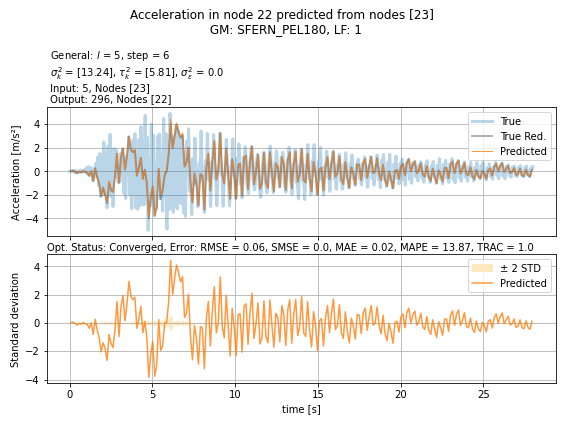 Acceleration in node 22 predicted from nodes [23]
GM: SFERN_PEL180, LF: 1
General: l = 5, step = 6
σ²ₖ = [13.24], τ²ₖ = [5.81], σ²ε = 0.0
Input: 5, Nodes [23]
Output: 296, Nodes [22]
Acceleration [m/s²]
4
2
0
−2
−4
True
True Red.
Predicted
Opt. Status: Converged, Error: RMSE = 0.06, SMSE = 0.0, MAE = 0.02, MAPE = 13.87, TRAC = 1.0
Standard deviation
4
2
0
−2
−4
± 2 STD
Predicted
0 5 10 15 20 25
time [s]